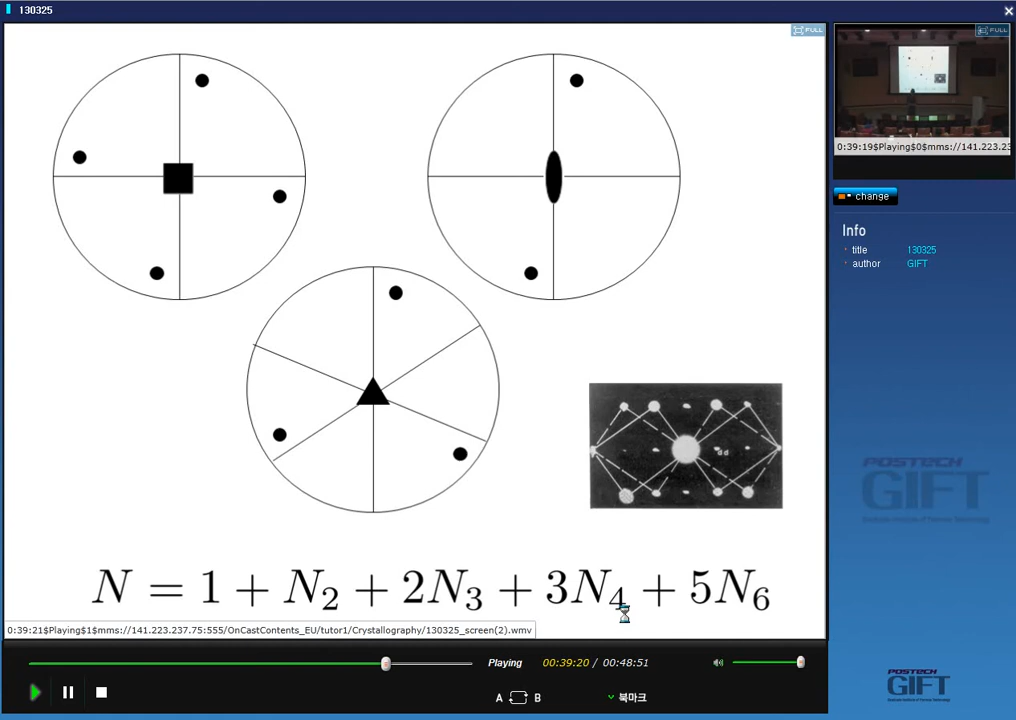 130325
FULL
FULL
0:39:19$Playing$0$mms://141.223.23
change
Info
title 130325
author GIFT
N = 1 + N₂ + 2N₃ + 3N₄ + 5N₆
0:39:21$Playing$1$mms://141.223.237.75:555/OnCastContents_EU/tutor1/Crystallography/130325_screen(2).wmv
POSTECH
GIFT
Playing 00:39:20 / 00:48:51
A B 북마크
POSTECH
GIFT